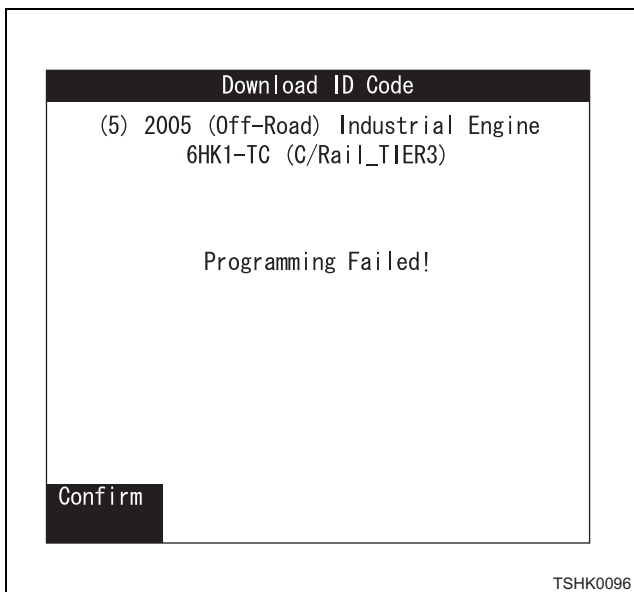 Download ID Code
(5) 2005 (Off-Road) Industrial Engine
6HK1-TC (C/Rail_TIER3)
Programming Failed!
Confirm
TSHK0096